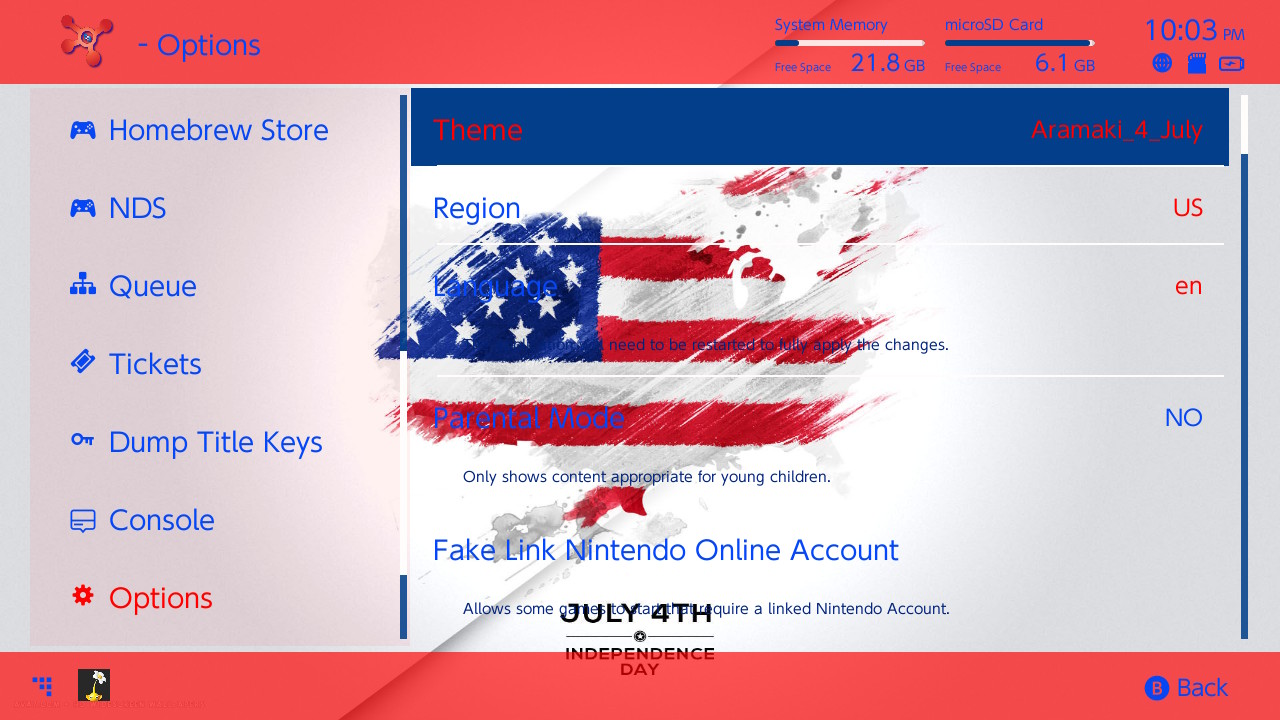 - Options
System Memory
Free Space 21.8 GB
microSD Card
Free Space 6.1 GB
10:03 PM
Homebrew Store
NDS
Queue
Tickets
Dump Title Keys
Console
Options
Theme Aramaki_4_July
Region US
Language en
need to be restarted to fully apply the changes.
Parental Mode NO
Only shows content appropriate for young children.
Fake Link Nintendo Online Account
Allows some games to start that require a linked Nintendo Account.
JULY 4TH
INDEPENDENCE
DAY
B Back